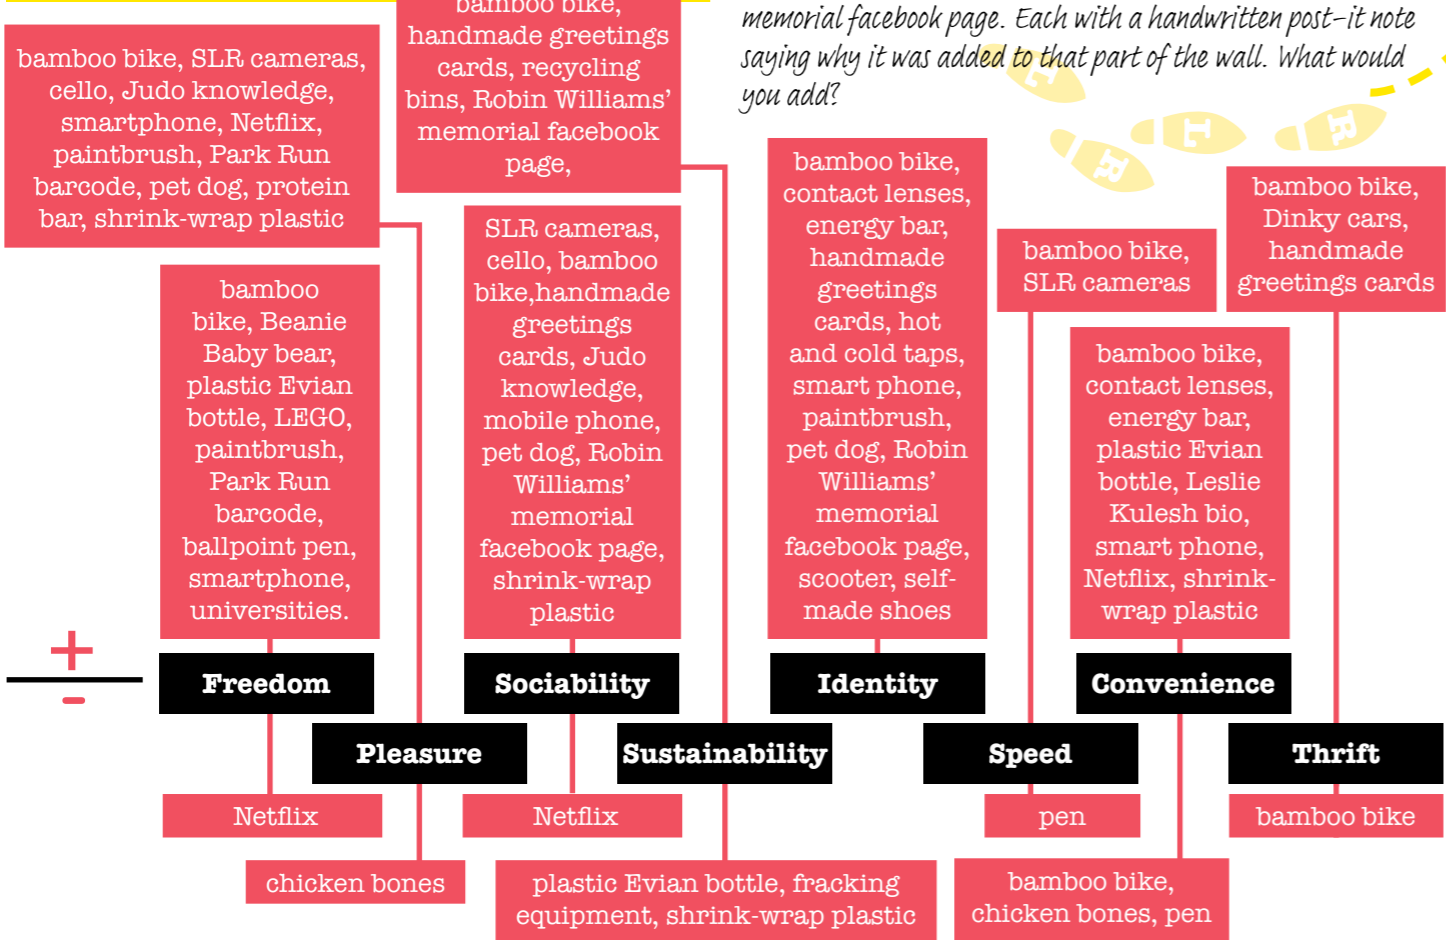 bamboo bike,
handmade greetings
cards, recycling
bins, Robin Williams’
memorial facebook
page,
memorial facebook page. Each with a handwritten post-it note
saying why it was added to that part of the wall. What would
you add?
bamboo bike, SLR cameras,
cello, Judo knowledge,
smartphone, Netflix,
paintbrush, Park Run
barcode, pet dog, protein
bar, shrink-wrap plastic
L
R
L
R
bamboo
bike, Beanie
Baby bear,
plastic Evian
bottle, LEGO,
paintbrush,
Park Run
barcode,
ballpoint pen,
smartphone,
universities.
SLR cameras,
cello, bamboo
bike,handmade
greetings
cards, Judo
knowledge,
mobile phone,
pet dog, Robin
Williams’
memorial
facebook page,
shrink-wrap
plastic
bamboo bike,
contact lenses,
energy bar,
handmade
greetings
cards, hot
and cold taps,
smart phone,
paintbrush,
pet dog, Robin
Williams’
memorial
facebook page,
scooter, self-
made shoes
bamboo bike,
SLR cameras
bamboo bike,
contact lenses,
energy bar,
plastic Evian
bottle, Leslie
Kulesh bio,
smart phone,
Netflix, shrink-
wrap plastic
bamboo bike,
Dinky cars,
handmade
greetings cards
+
-
Freedom
Sociability
Identity
Convenience
Pleasure
Sustainability
Speed
Thrift
Netflix
Netflix
pen
bamboo bike
chicken bones
plastic Evian bottle, fracking
equipment, shrink-wrap plastic
bamboo bike,
chicken bones, pen